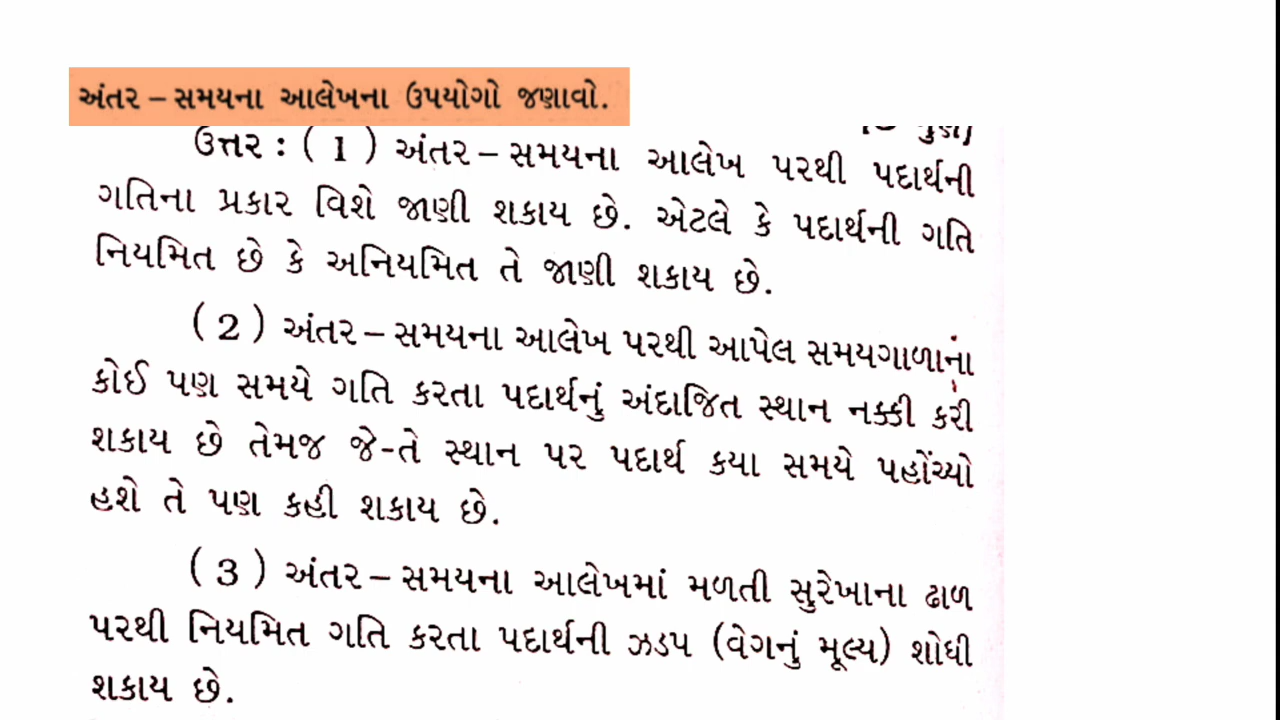 અંતર – સમયના આલેખના ઉપયોગો જણાવો.
ઉત્તર : ( 1 ) અંતર – સમયના આલેખ પરથી પદાર્થની
ગતિના પ્રકાર વિશે જાણી શકાય છે. એટલે કે પદાર્થની ગતિ
નિયમિત છે કે અનિયમિત તે જાણી શકાય છે.
( 2 ) અંતર – સમયના આલેખ પરથી આપેલ સમયગાળાના
કોઈ પણ સમયે ગતિ કરતા પદાર્થનું અંદાજિત સ્થાન નક્કી કરી
શકાય છે તેમજ જે-તે સ્થાન પર પદાર્થ કયા સમયે પહોંચ્યો
હશે તે પણ કહી શકાય છે.
( 3 ) અંતર – સમયના આલેખમાં મળતી સુરેખાના ઢાળ
પરથી નિયમિત ગતિ કરતા પદાર્થની ઝડપ (વેગનું મૂલ્ય) શોધી
શકાય છે.